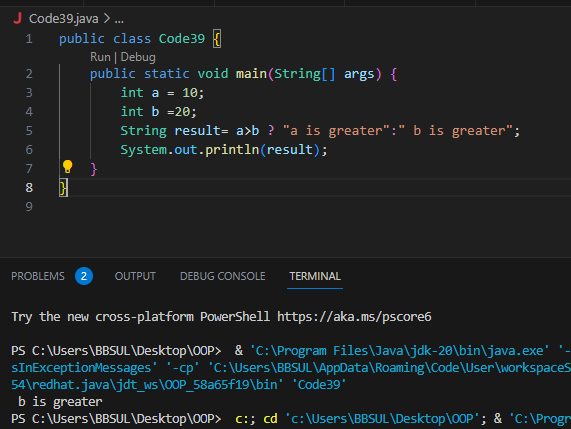 J Code39.java > ...
1 public class Code39 {
Run | Debug
2 public static void main(String[] args) {
3 int a = 10;
4 int b =20;
5 String result= a>b ? "a is greater":" b is greater";
6 System.out.println(result);
7 }
8 }
9
PROBLEMS 2 OUTPUT DEBUG CONSOLE TERMINAL
Try the new cross-platform PowerShell https://aka.ms/pscore6
PS C:\Users\BBSUL\Desktop\OOP>  & 'C:\Program Files\Java\jdk-20\bin\java.exe' '-
sInExceptionMessages' '-cp' 'C:\Users\BBSUL\AppData\Roaming\Code\User\workspaceS
54\redhat.java\jdt_ws\OOP_58a65f19\bin' 'Code39'
 b is greater
PS C:\Users\BBSUL\Desktop\OOP>  c:; cd 'c:\Users\BBSUL\Desktop\OOP'; & 'C:\Prog